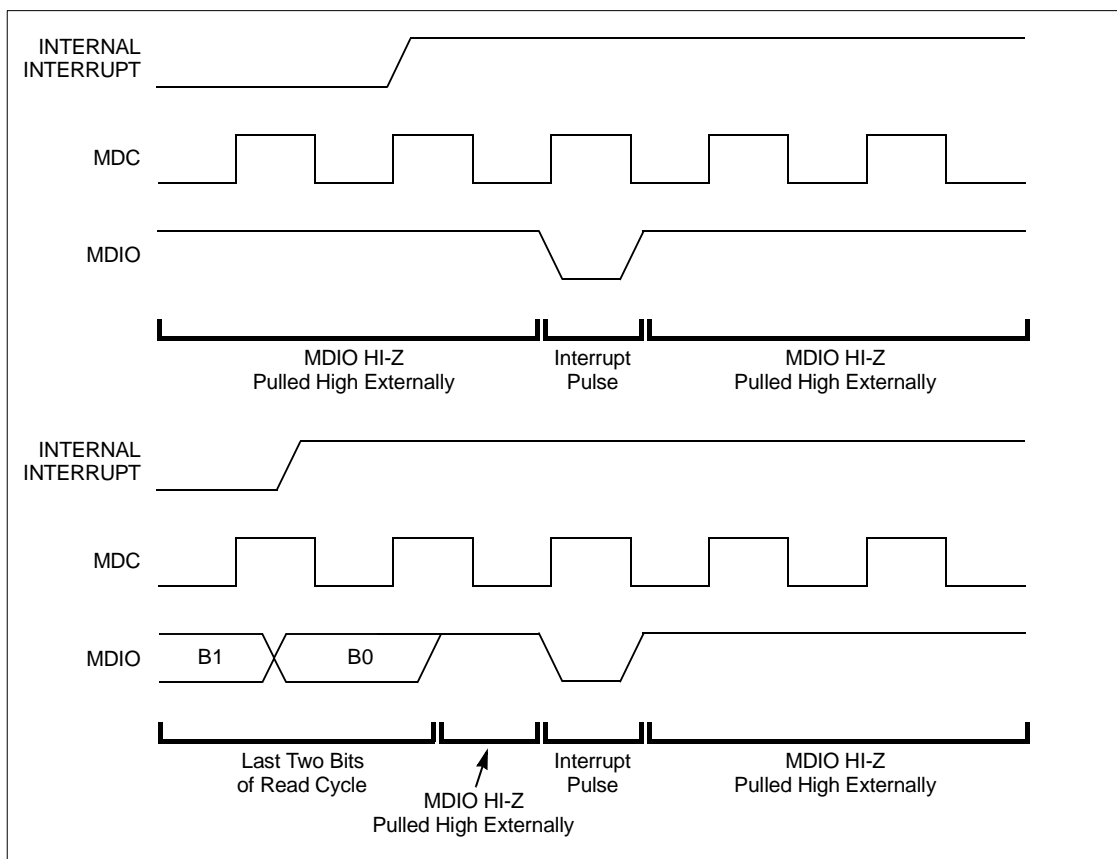 INTERNAL
INTERRUPT
MDC
MDIO
MDIO HI-Z
Pulled High Externally
Interrupt
Pulse
MDIO HI-Z
Pulled High Externally
INTERNAL
INTERRUPT
MDC
MDIO
B1
B0
Last Two Bits
of Read Cycle
MDIO HI-Z
Pulled High Externally
Interrupt
Pulse
MDIO HI-Z
Pulled High Externally